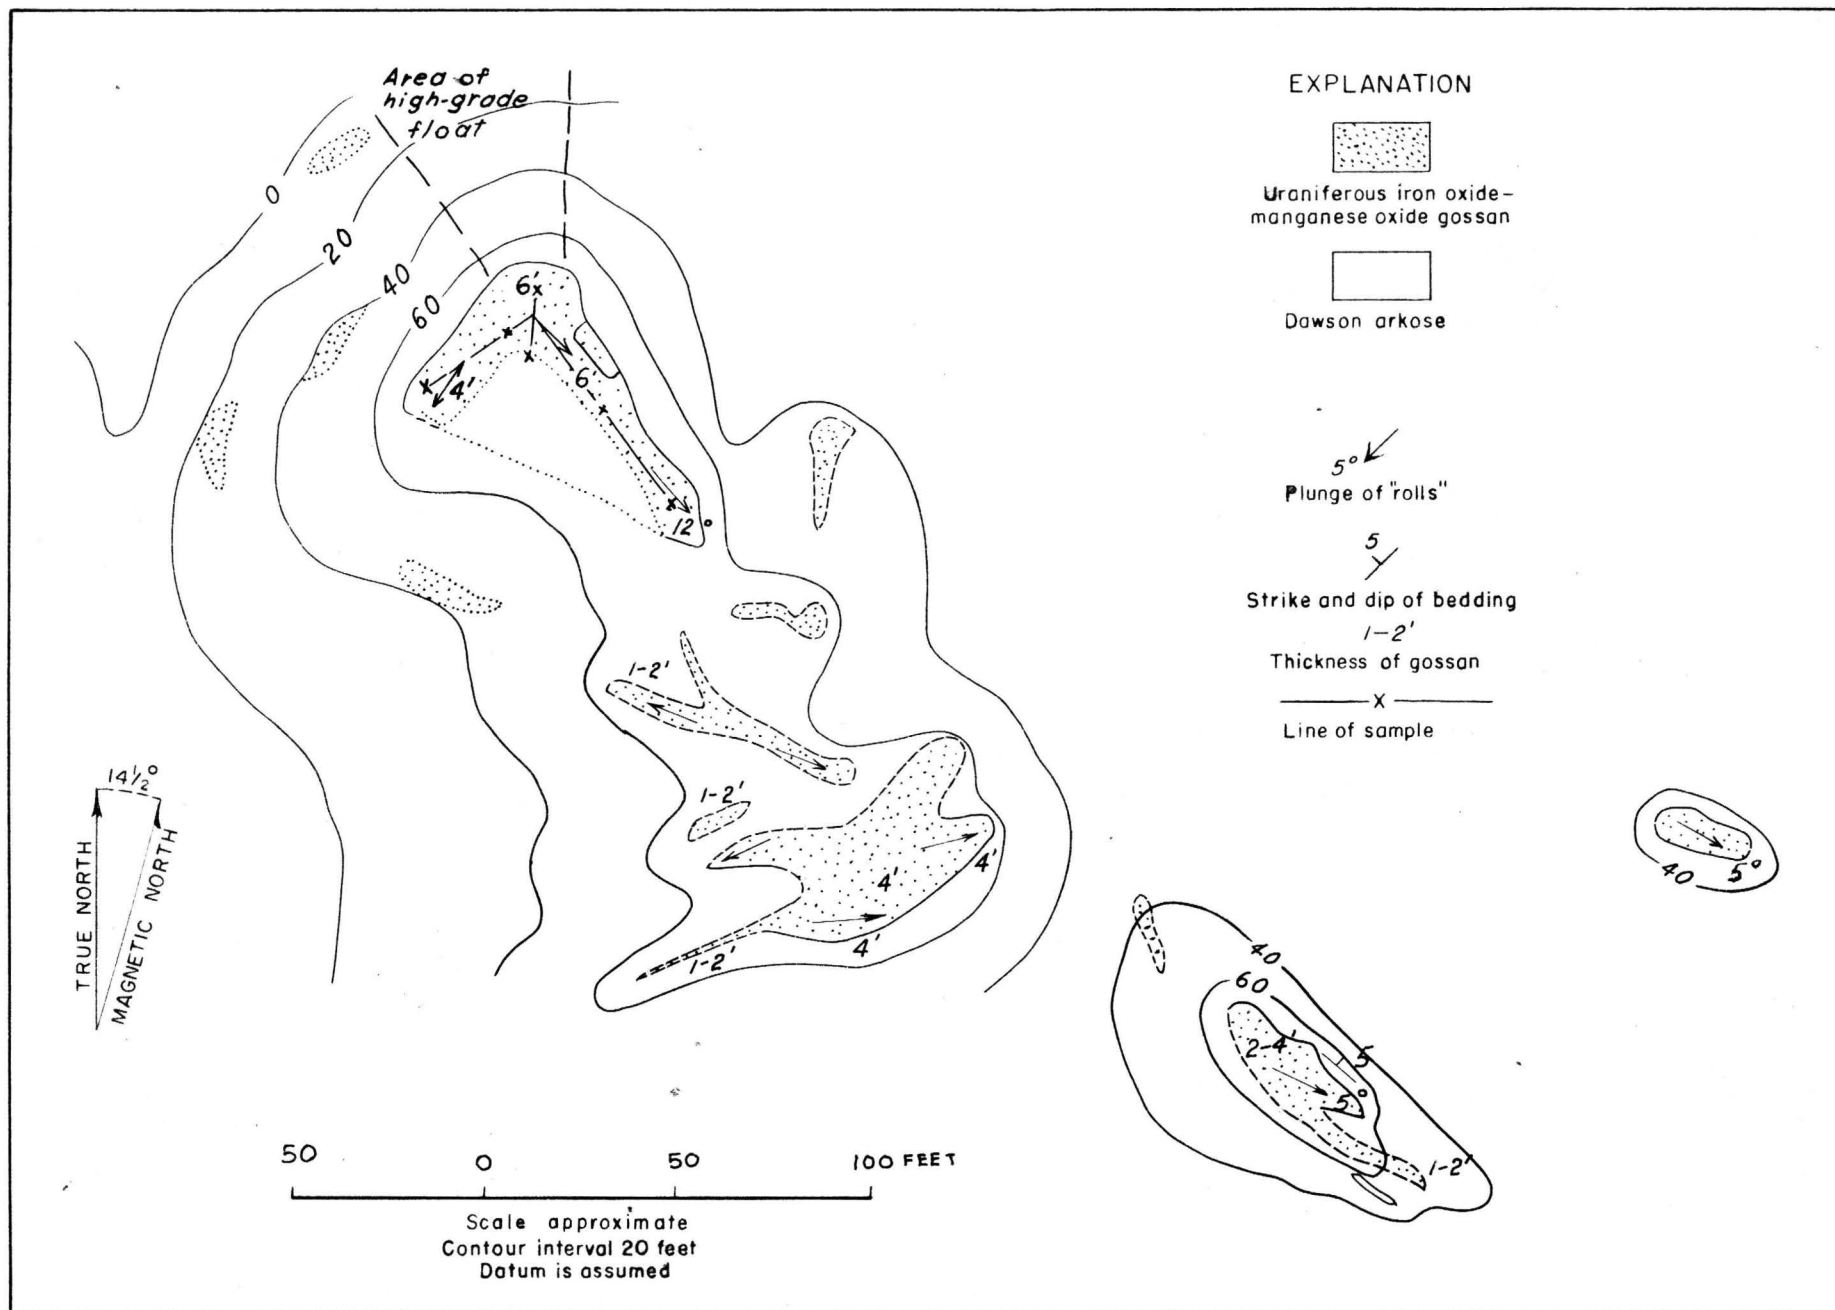 Area of
high-grade
float
0
20
40
60
6'
4'
6'
12°
1-2'
1-2'
4'
4'
4'
1-2'
14½°
TRUE NORTH
MAGNETIC NORTH
EXPLANATION
Uraniferous iron oxide-
manganese oxide gossan
Dawson arkose
5°
Plunge of "rolls"
5
Strike and dip of bedding
1-2'
Thickness of gossan
X
Line of sample
40
5°
40
60
2-4'
5
5°
1-2'
50 0 50 100 FEET
Scale approximate
Contour interval 20 feet
Datum is assumed